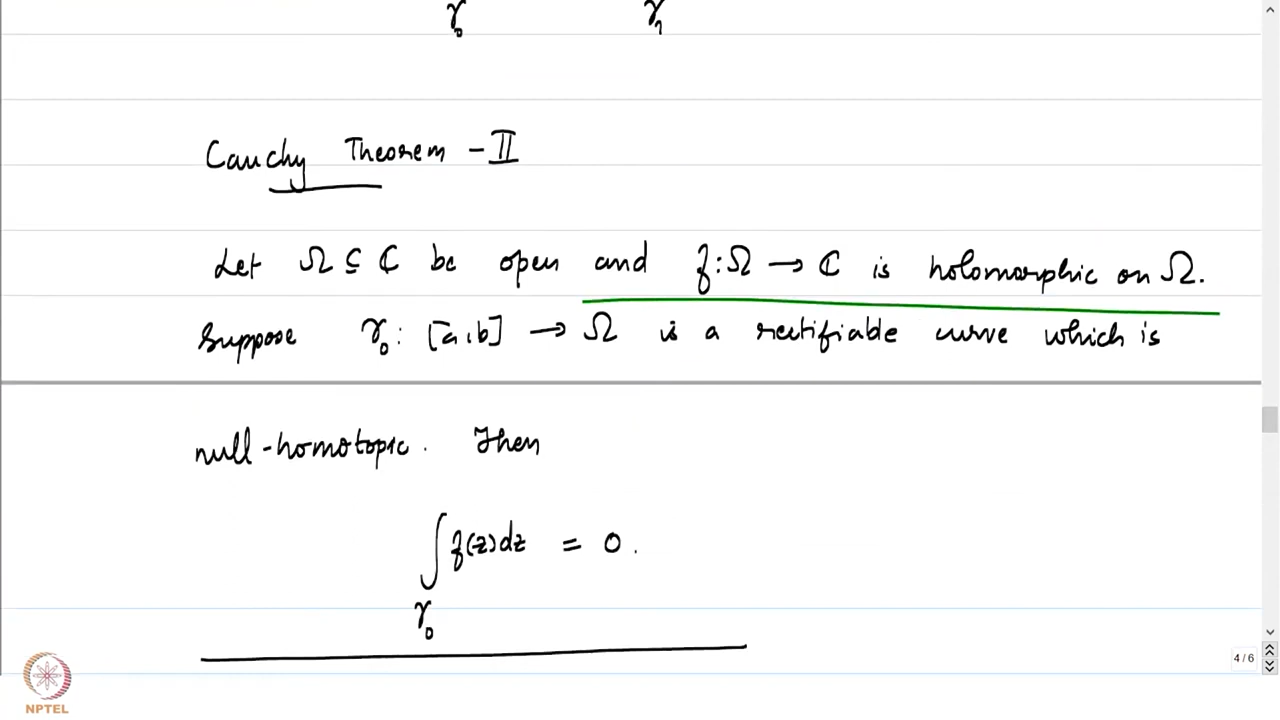 γ₀ γ₁
Cauchy Theorem - II
Let Ω ⊆ ℂ be open and f : Ω → ℂ is holomorphic on Ω.
Suppose γ₀ : [a,b] → Ω is a rectifiable curve which is
null-homotopic. Then
∫ f(z)dz = 0.
γ₀
4 / 6
NPTEL